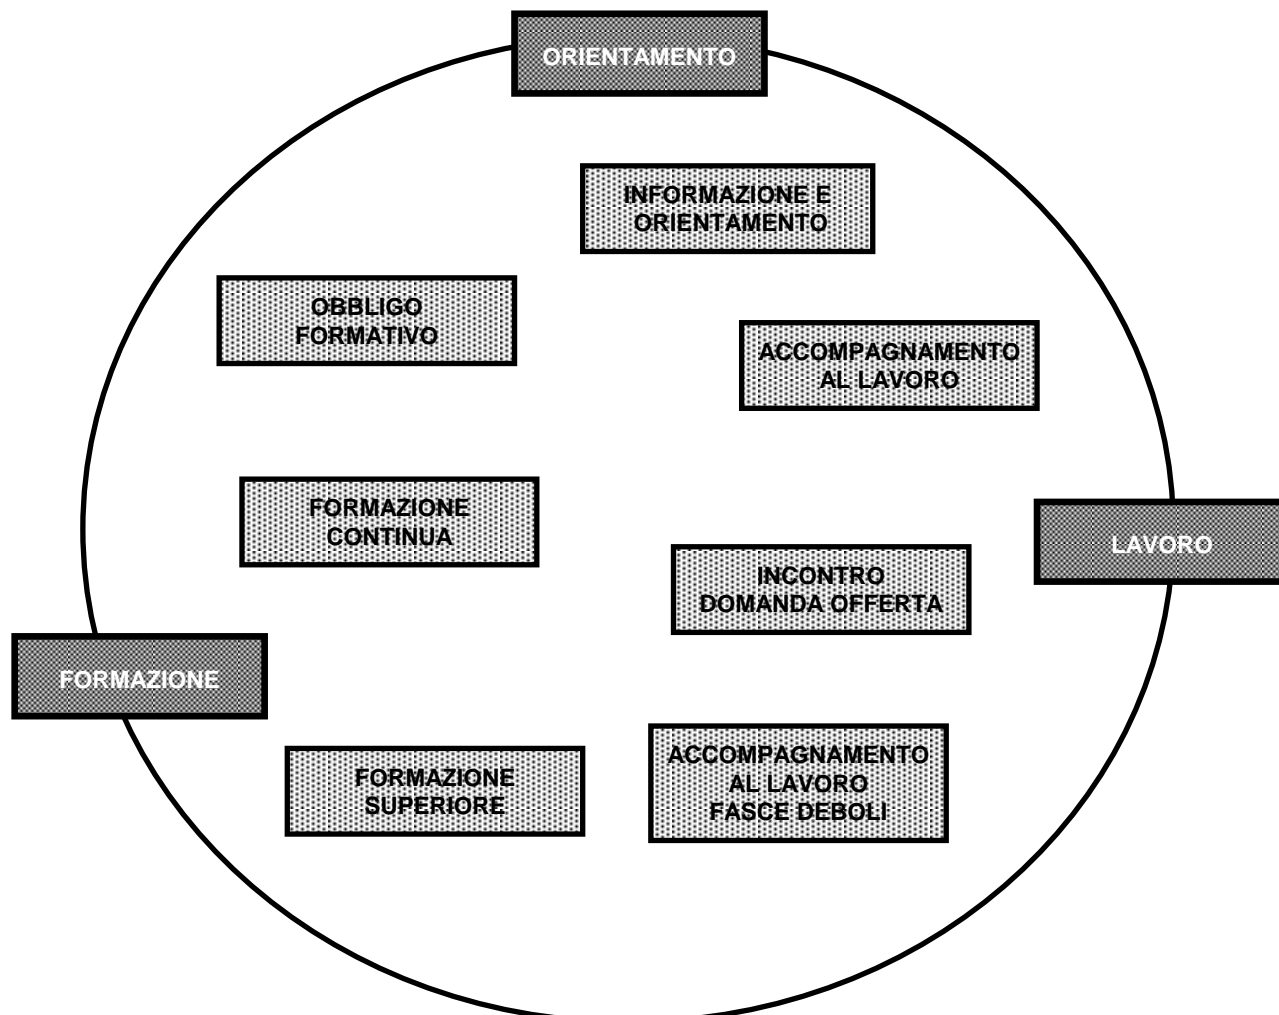 ORIENTAMENTO
INFORMAZIONE E
ORIENTAMENTO
OBBLIGO
FORMATIVO
ACCOMPAGNAMENTO
AL LAVORO
FORMAZIONE
CONTINUA
LAVORO
INCONTRO
DOMANDA OFFERTA
FORMAZIONE
FORMAZIONE
SUPERIORE
ACCOMPAGNAMENTO
AL LAVORO
FASCE DEBOLI